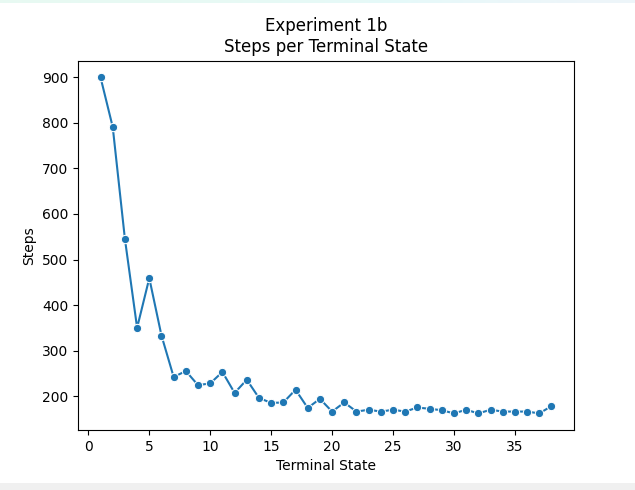 Experiment 1b
Steps per Terminal State
900
800
700
600
500
400
300
200
Steps
0 5 10 15 20 25 30 35
Terminal State